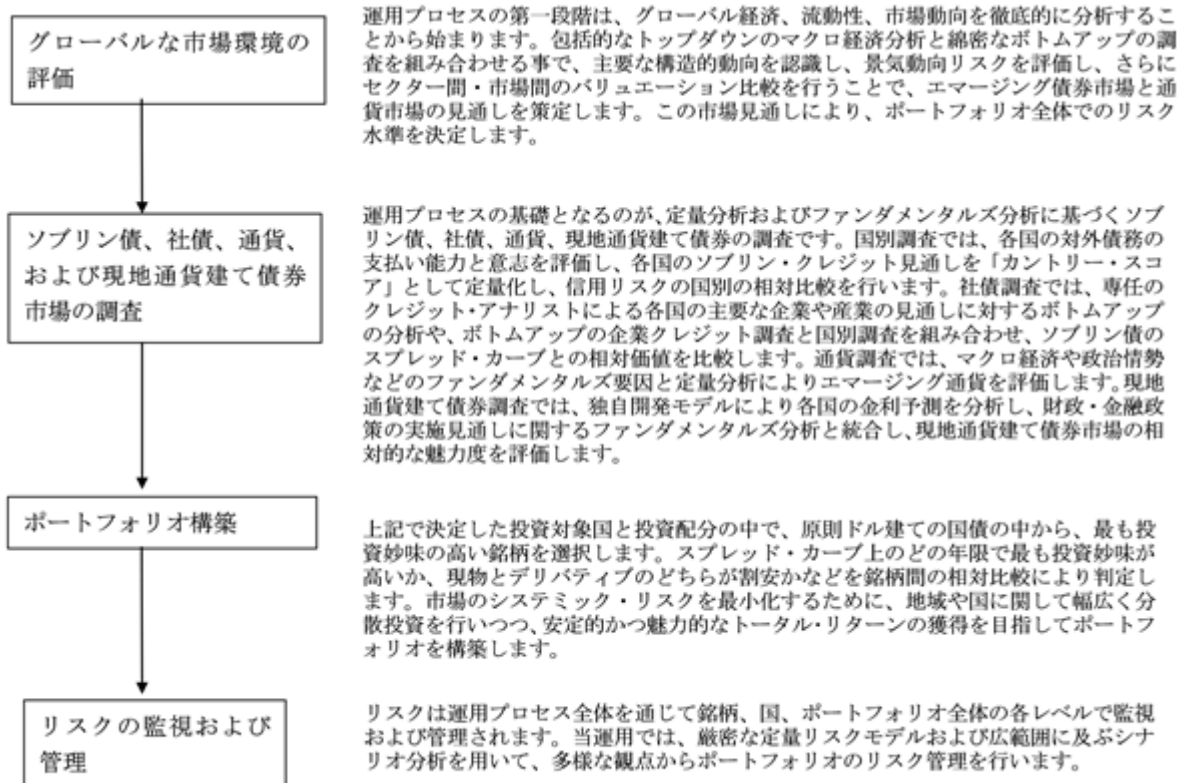 グローバルな市場環境の
評価
運用プロセスの第一段階は、グローバル経済、流動性、市場動向を徹底的に分析するこ
とから始まります。包括的なトップダウンのマクロ経済分析と綿密なボトムアップの調
査を組み合わせる事で、主要な構造的動向を認識し、景気動向リスクを評価し、さらに
セクター間・市場間のバリュエーション比較を行うことで、エマージング債券市場と通
貨市場の見通しを策定します。この市場見通しにより、ポートフォリオ全体でのリスク
水準を決定します。
ソブリン債、社債、通貨、
および現地通貨建て債券
市場の調査
運用プロセスの基礎となるのが、定量分析およびファンダメンタルズ分析に基づくソブ
リン債、社債、通貨、現地通貨建て債券の調査です。国別調査では、各国の対外債務の
支払い能力と意志を評価し、各国のソブリン・クレジット見通しを「カントリー・スコ
ア」として定量化し、信用リスクの国別の相対比較を行います。社債調査では、専任の
クレジット・アナリストによる各国の主要な企業や産業の見通しに対するボトムアップ
の分析や、ボトムアップの企業クレジット調査と国別調査を組み合わせ、ソブリン債の
スプレッド・カーブとの相対価値を比較します。通貨調査では、マクロ経済や政治情勢
などのファンダメンタルズ要因と定量分析によりエマージング通貨を評価します。現地
通貨建て債券調査では、独自開発モデルにより各国の金利予測を分析し、財政・金融政
策の実施見通しに関するファンダメンタルズ分析と統合し、現地通貨建て債券市場の相
対的な魅力度を評価します。
ポートフォリオ構築
上記で決定した投資対象国と投資配分の中で、原則ドル建ての国債の中から、最も投
資妙味の高い銘柄を選択します。スプレッド・カーブ上のどの年限で最も投資妙味が
高いか、現物とデリバティブのどちらが割安かなどを銘柄間の相対比較により判定し
ます。市場のシステミック・リスクを最小化するために、地域や国に関して幅広く分
散投資を行いつつ、安定的かつ魅力的なトータル・リターンの獲得を目指してポートフ
ォリオを構築します。
リスクの監視および
管理
リスクは運用プロセス全体を通じて銘柄、国、ポートフォリオ全体の各レベルで監視
および管理されます。当運用では、厳密な定量リスクモデルおよび広範囲に及ぶシナ
リオ分析を用いて、多様な観点からポートフォリオのリスク管理を行います。